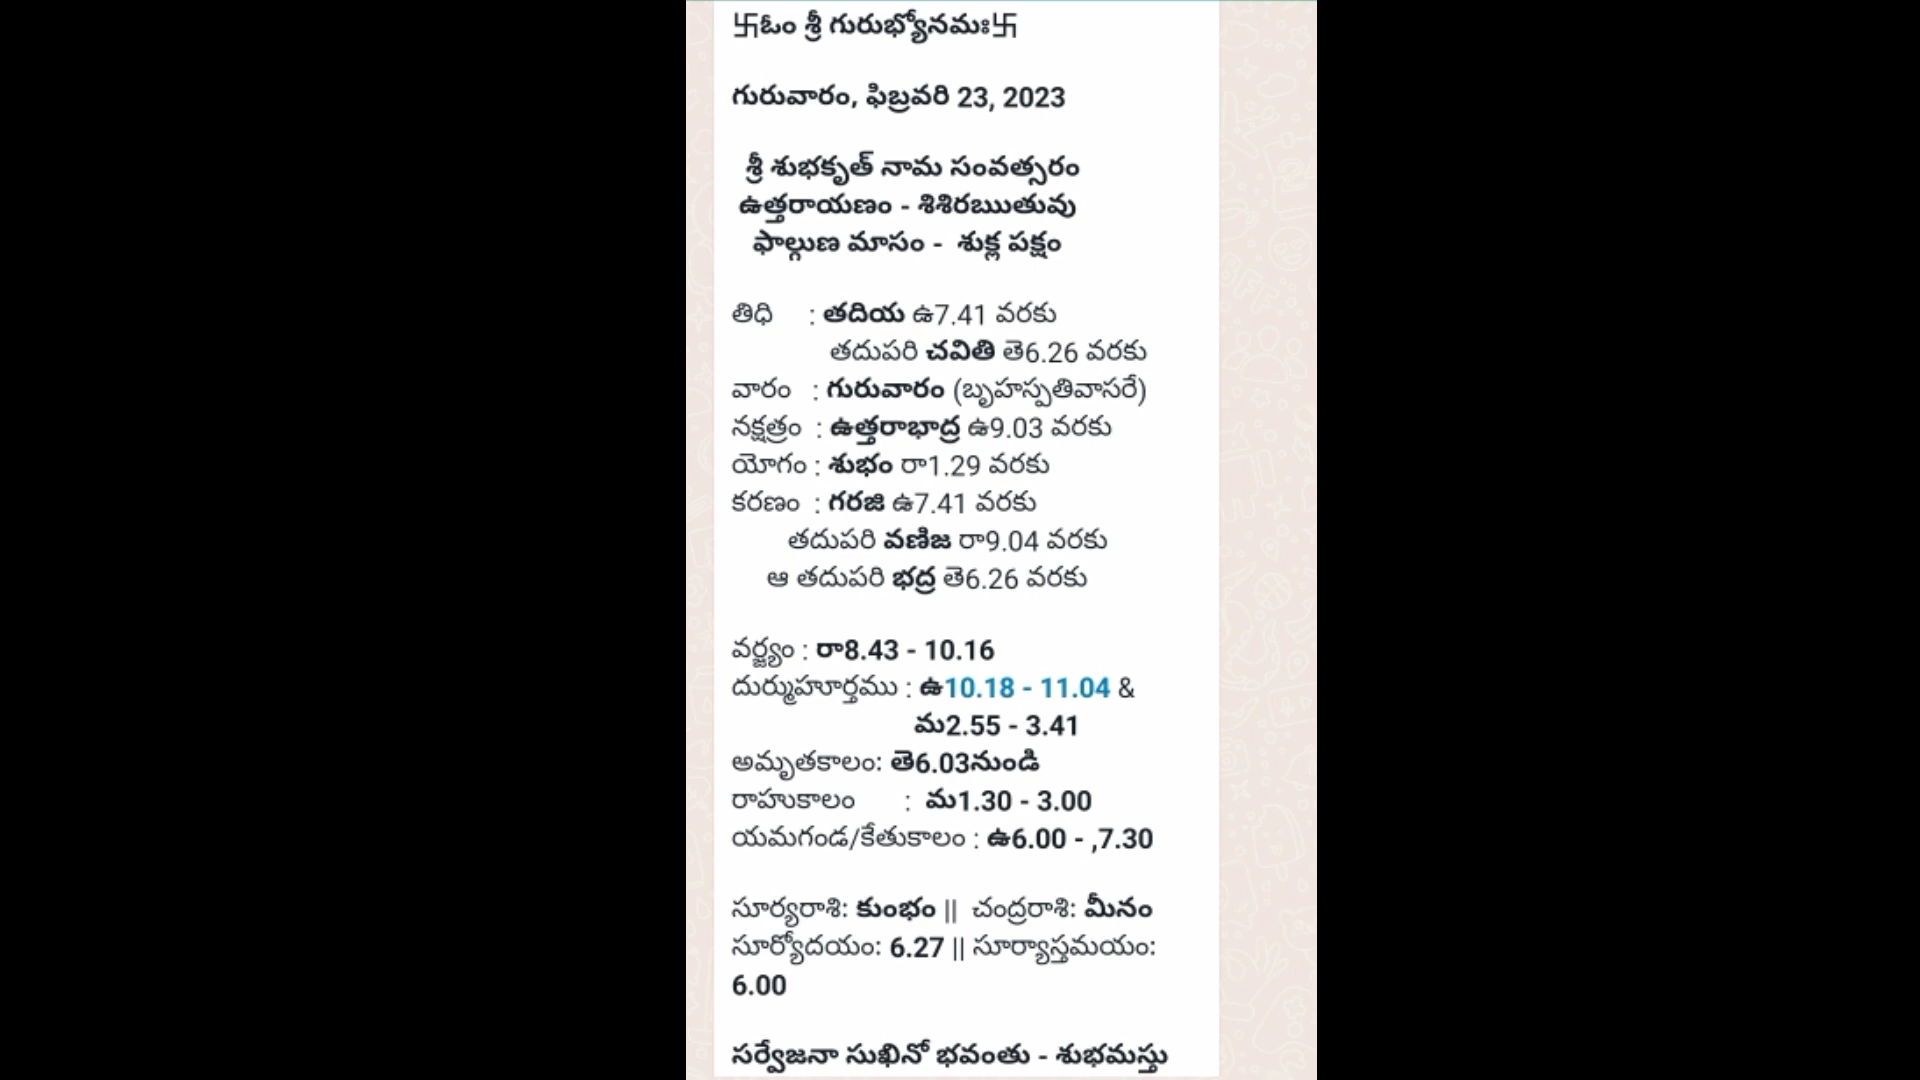 卐ఓం శ్రీ గురుభ్యోనమః卐
గురువారం, ఫిబ్రవరి 23, 2023
శ్రీ శుభకృత్ నామ సంవత్సరం
ఉత్తరాయణం - శిశిరఋతువు
ఫాల్గుణ మాసం - శుక్ల పక్షం
తిధి : తదియ ఉ7.41 వరకు
తదుపరి చవితి తె6.26 వరకు
వారం : గురువారం (బృహస్పతివాసరే)
నక్షత్రం : ఉత్తరాభాద్ర ఉ9.03 వరకు
యోగం : శుభం రా1.29 వరకు
కరణం : గరజి ఉ7.41 వరకు
తదుపరి వణిజ రా9.04 వరకు
ఆ తదుపరి భద్ర తె6.26 వరకు
వర్జ్యం : రా8.43 - 10.16
దుర్ముహూర్తము : ఉ10.18 - 11.04 &
మ2.55 - 3.41
అమృతకాలం: తె6.03నుండి
రాహుకాలం : మ1.30 - 3.00
యమగండ/కేతుకాలం : ఉ6.00 - ,7.30
సూర్యరాశి: కుంభం || చంద్రరాశి: మీనం
సూర్యోదయం: 6.27 || సూర్యాస్తమయం:
6.00
సర్వేజనా సుఖినో భవంతు - శుభమస్తు